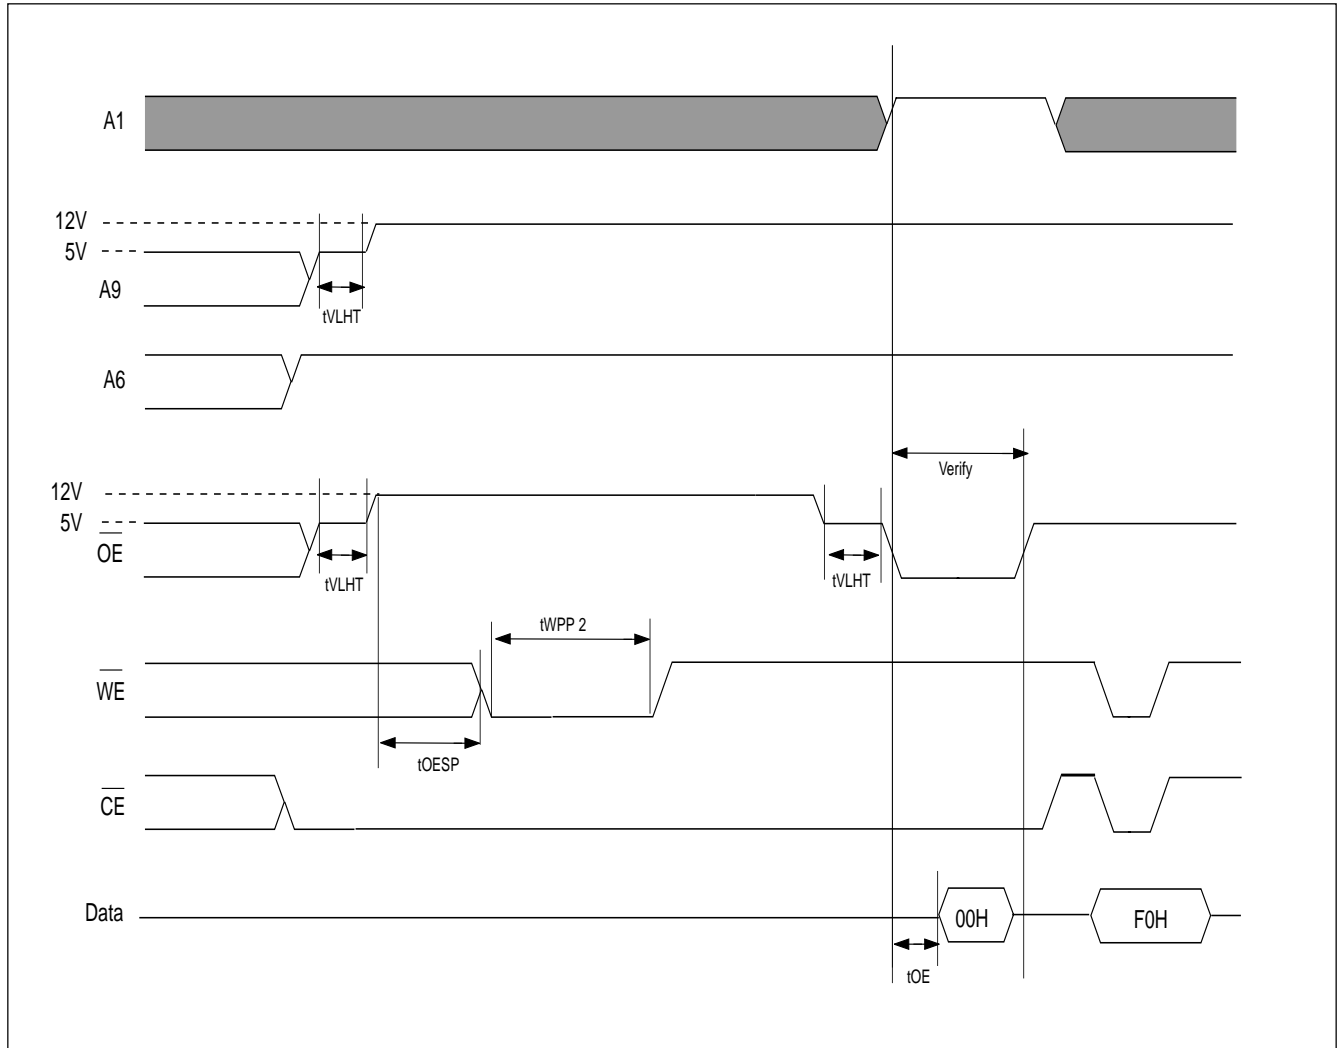 A1
12V
5V
A9
tVLHT
A6
Verify
12V
5V
OE
tVLHT
tVLHT
tWPP 2
WE
tOESP
CE
Data
00H
F0H
tOE